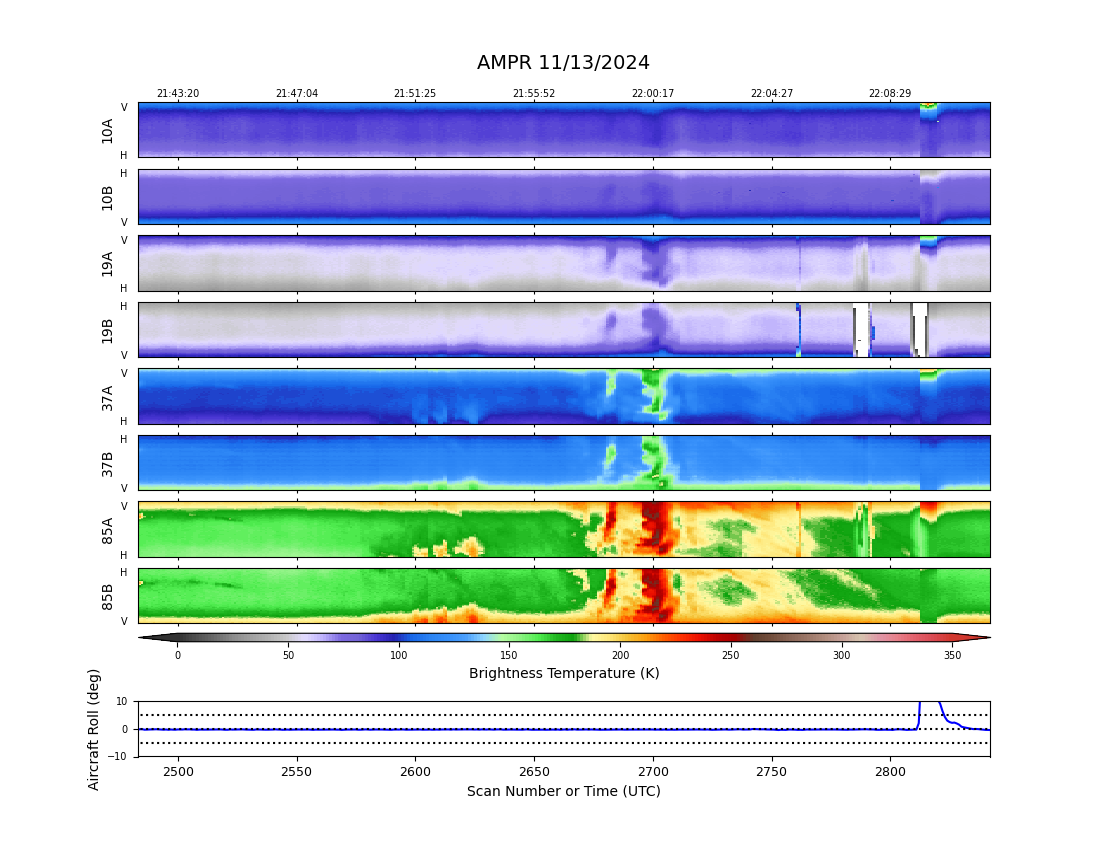 AMPR 11/13/2024
21:43:20 21:47:04 21:51:25 21:55:52 22:00:17 22:04:27 22:08:29
V
10A
H
H
10B
V
V
19A
H
H
19B
V
V
37A
H
H
37B
V
V
85A
H
H
85B
V
0 50 100 150 200 250 300 350
Brightness Temperature (K)
Aircraft Roll (deg)
10
0
−10
2500 2550 2600 2650 2700 2750 2800
Scan Number or Time (UTC)